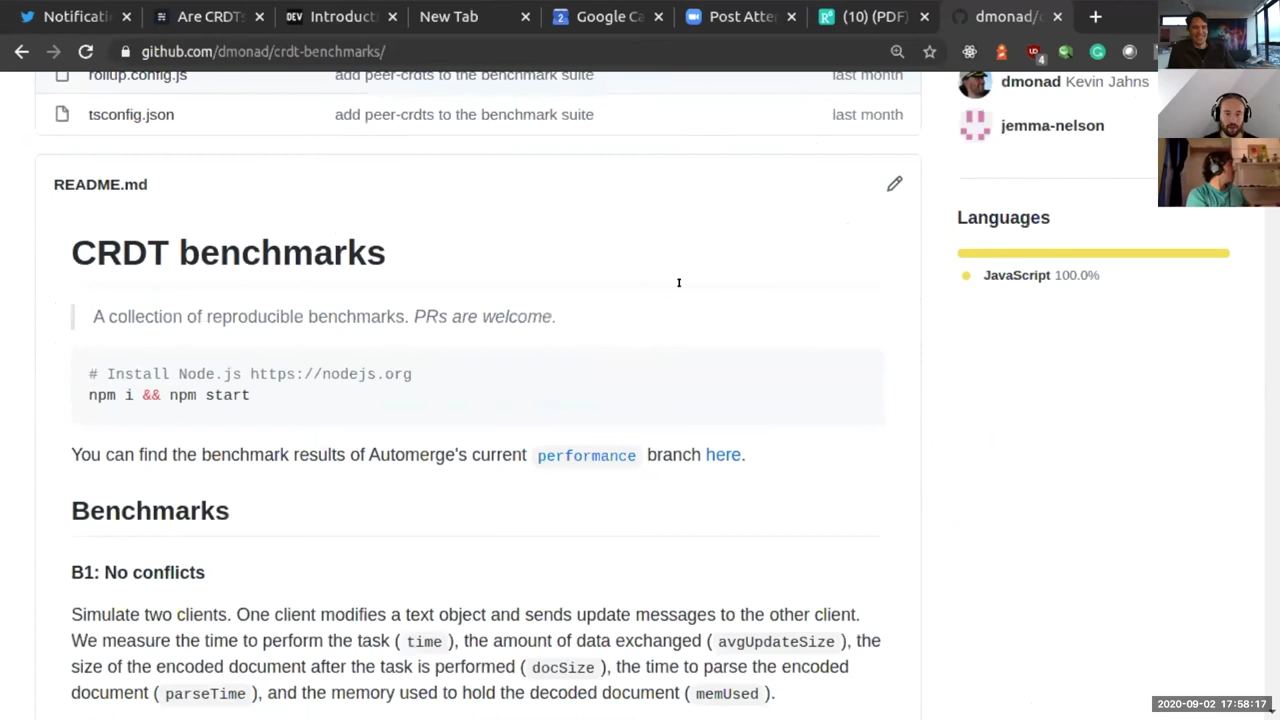 Notificati
Are CRDTs
DEV
Introduct
New Tab
2
Google Ca
Post Atte
(10) (PDF)
dmonad/c
github.com/dmonad/crdt-benchmarks/
4
rollup.config.js
add peer-crdts to the benchmark suite
last month
tsconfig.json
add peer-crdts to the benchmark suite
last month
dmonad Kevin Jahns
jemma-nelson
Languages
JavaScript 100.0%
README.md
CRDT benchmarks
A collection of reproducible benchmarks. PRs are welcome.
# Install Node.js https://nodejs.org
npm i && npm start
You can find the benchmark results of Automerge's current performance branch here.
Benchmarks
B1: No conflicts
Simulate two clients. One client modifies a text object and sends update messages to the other client.
We measure the time to perform the task ( time ), the amount of data exchanged ( avgUpdateSize ), the
size of the encoded document after the task is performed ( docSize ), the time to parse the encoded
document ( parseTime ), and the memory used to hold the decoded document ( memUsed ).
2020-09-02 17:58:17